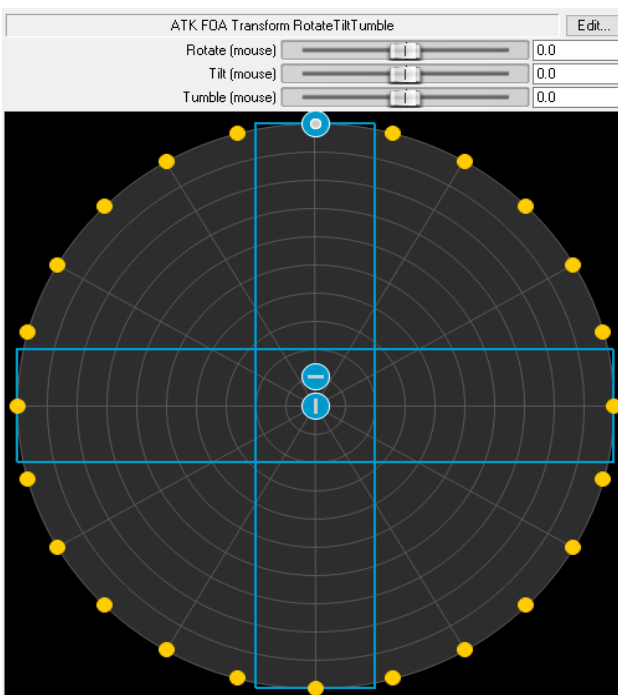 ATK FOA Transform RotateTiltTumble Edit...
Rotate (mouse) 0.0
Tilt (mouse) 0.0
Tumble (mouse) 0.0